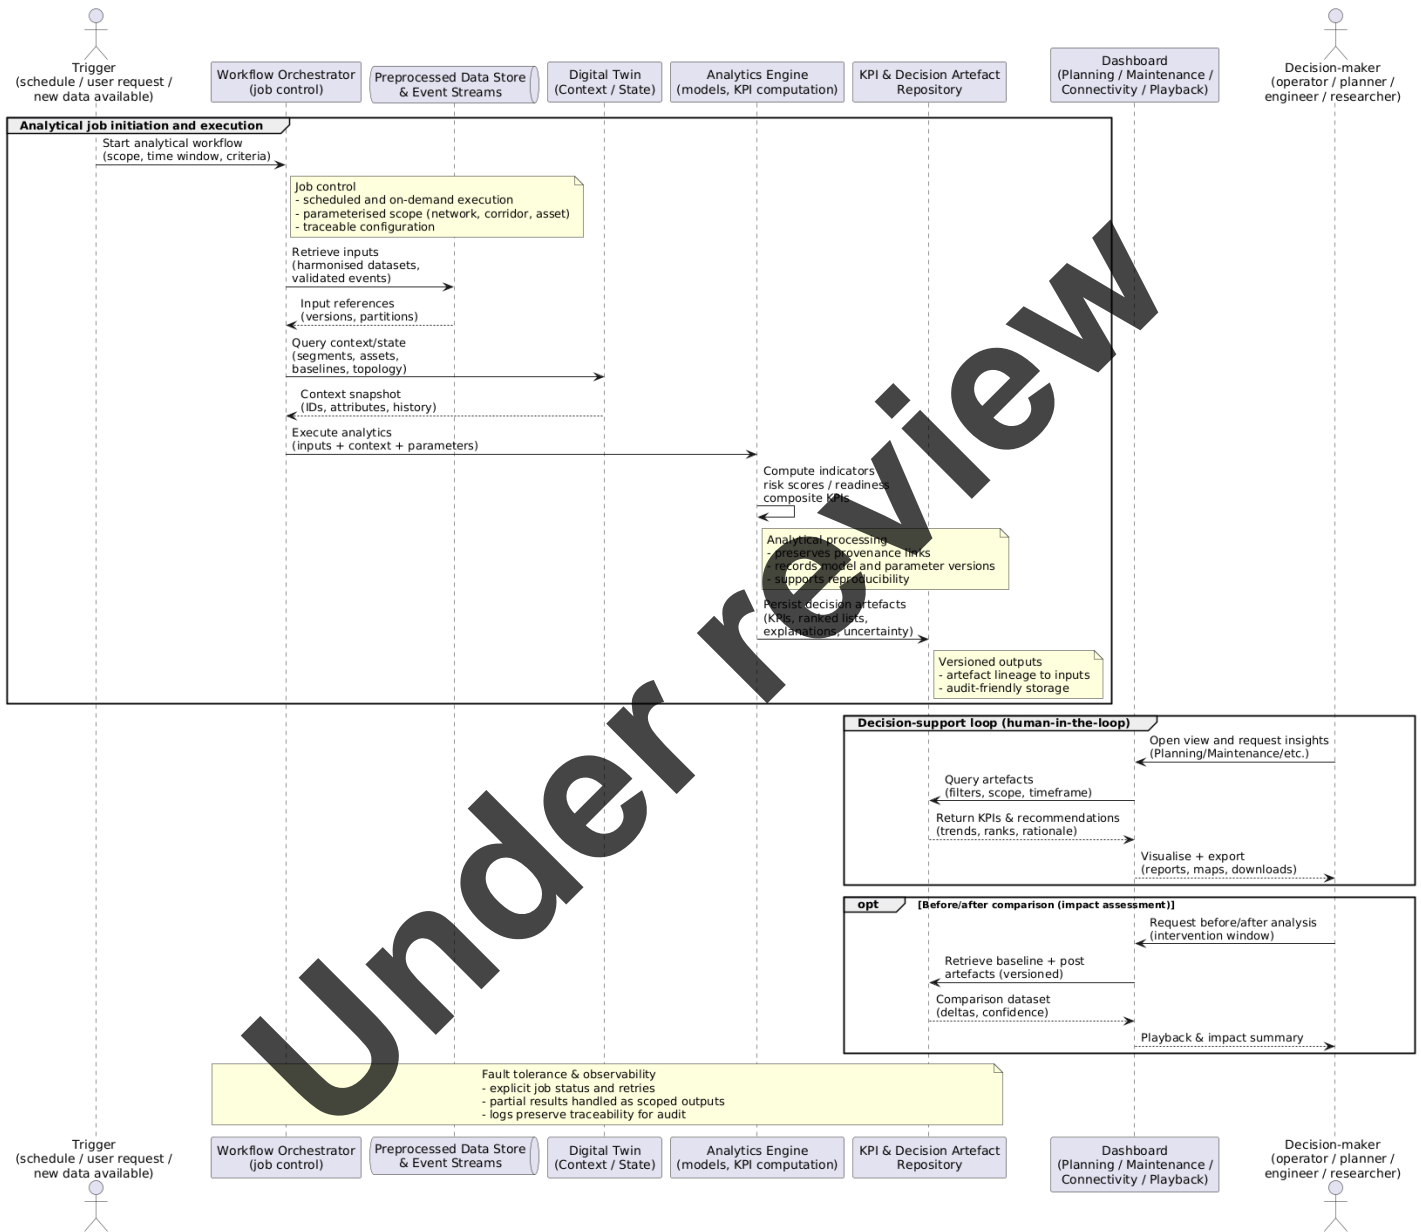 Trigger
(schedule / user request /
new data available)
Workflow Orchestrator
(job control)
Preprocessed Data Store
& Event Streams
Digital Twin
(Context / State)
Analytics Engine
(models, KPI computation)
KPI & Decision Artefact
Repository
Dashboard
(Planning / Maintenance /
Connectivity / Playback)
Decision-maker
(operator / planner /
engineer / researcher)
Analytical job initiation and execution
Start analytical workflow
(scope, time window, criteria)
Job control
- scheduled and on-demand execution
- parameterised scope (network, corridor, asset)
- traceable configuration
Retrieve inputs
(harmonised datasets,
validated events)
Input references
(versions, partitions)
Query context/state
(segments, assets,
baselines, topology)
Context snapshot
(IDs, attributes, history)
Execute analytics
(inputs + context + parameters)
Compute indicators
risk scores / readiness
composite KPIs
Analytical processing
- preserves provenance links
- records model and parameter versions
- supports reproducibility
Persist decision artefacts
(KPIs, ranked lists,
explanations, uncertainty)
Versioned outputs
- artefact lineage to inputs
- audit-friendly storage
Decision-support loop (human-in-the-loop)
Open view and request insights
(Planning/Maintenance/etc.)
Query artefacts
(filters, scope, timeframe)
Return KPIs & recommendations
(trends, ranks, rationale)
Visualise + export
(reports, maps, downloads)
opt [Before/after comparison (impact assessment)]
Request before/after analysis
(intervention window)
Retrieve baseline + post
artefacts (versioned)
Comparison dataset
(deltas, confidence)
Playback & impact summary
Fault tolerance & observability
- explicit job status and retries
- partial results handled as scoped outputs
- logs preserve traceability for audit
Trigger
(schedule / user request /
new data available)
Workflow Orchestrator
(job control)
Preprocessed Data Store
& Event Streams
Digital Twin
(Context / State)
Analytics Engine
(models, KPI computation)
KPI & Decision Artefact
Repository
Dashboard
(Planning / Maintenance /
Connectivity / Playback)
Decision-maker
(operator / planner /
engineer / researcher)
Under review